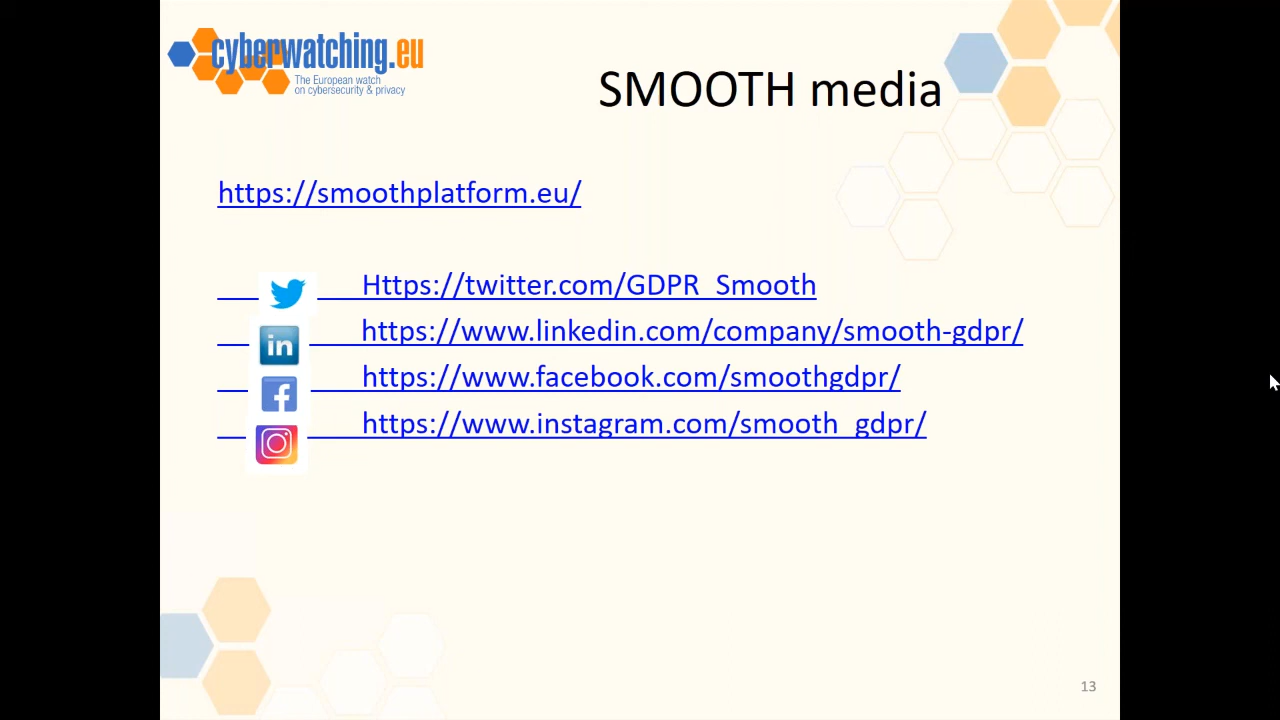 cyberwatching.eu
The European watch
on cybersecurity & privacy
SMOOTH media
https://smoothplatform.eu/
Https://twitter.com/GDPR_Smooth
in https://www.linkedin.com/company/smooth-gdpr/
f https://www.facebook.com/smoothgdpr/
https://www.instagram.com/smooth_gdpr/
13